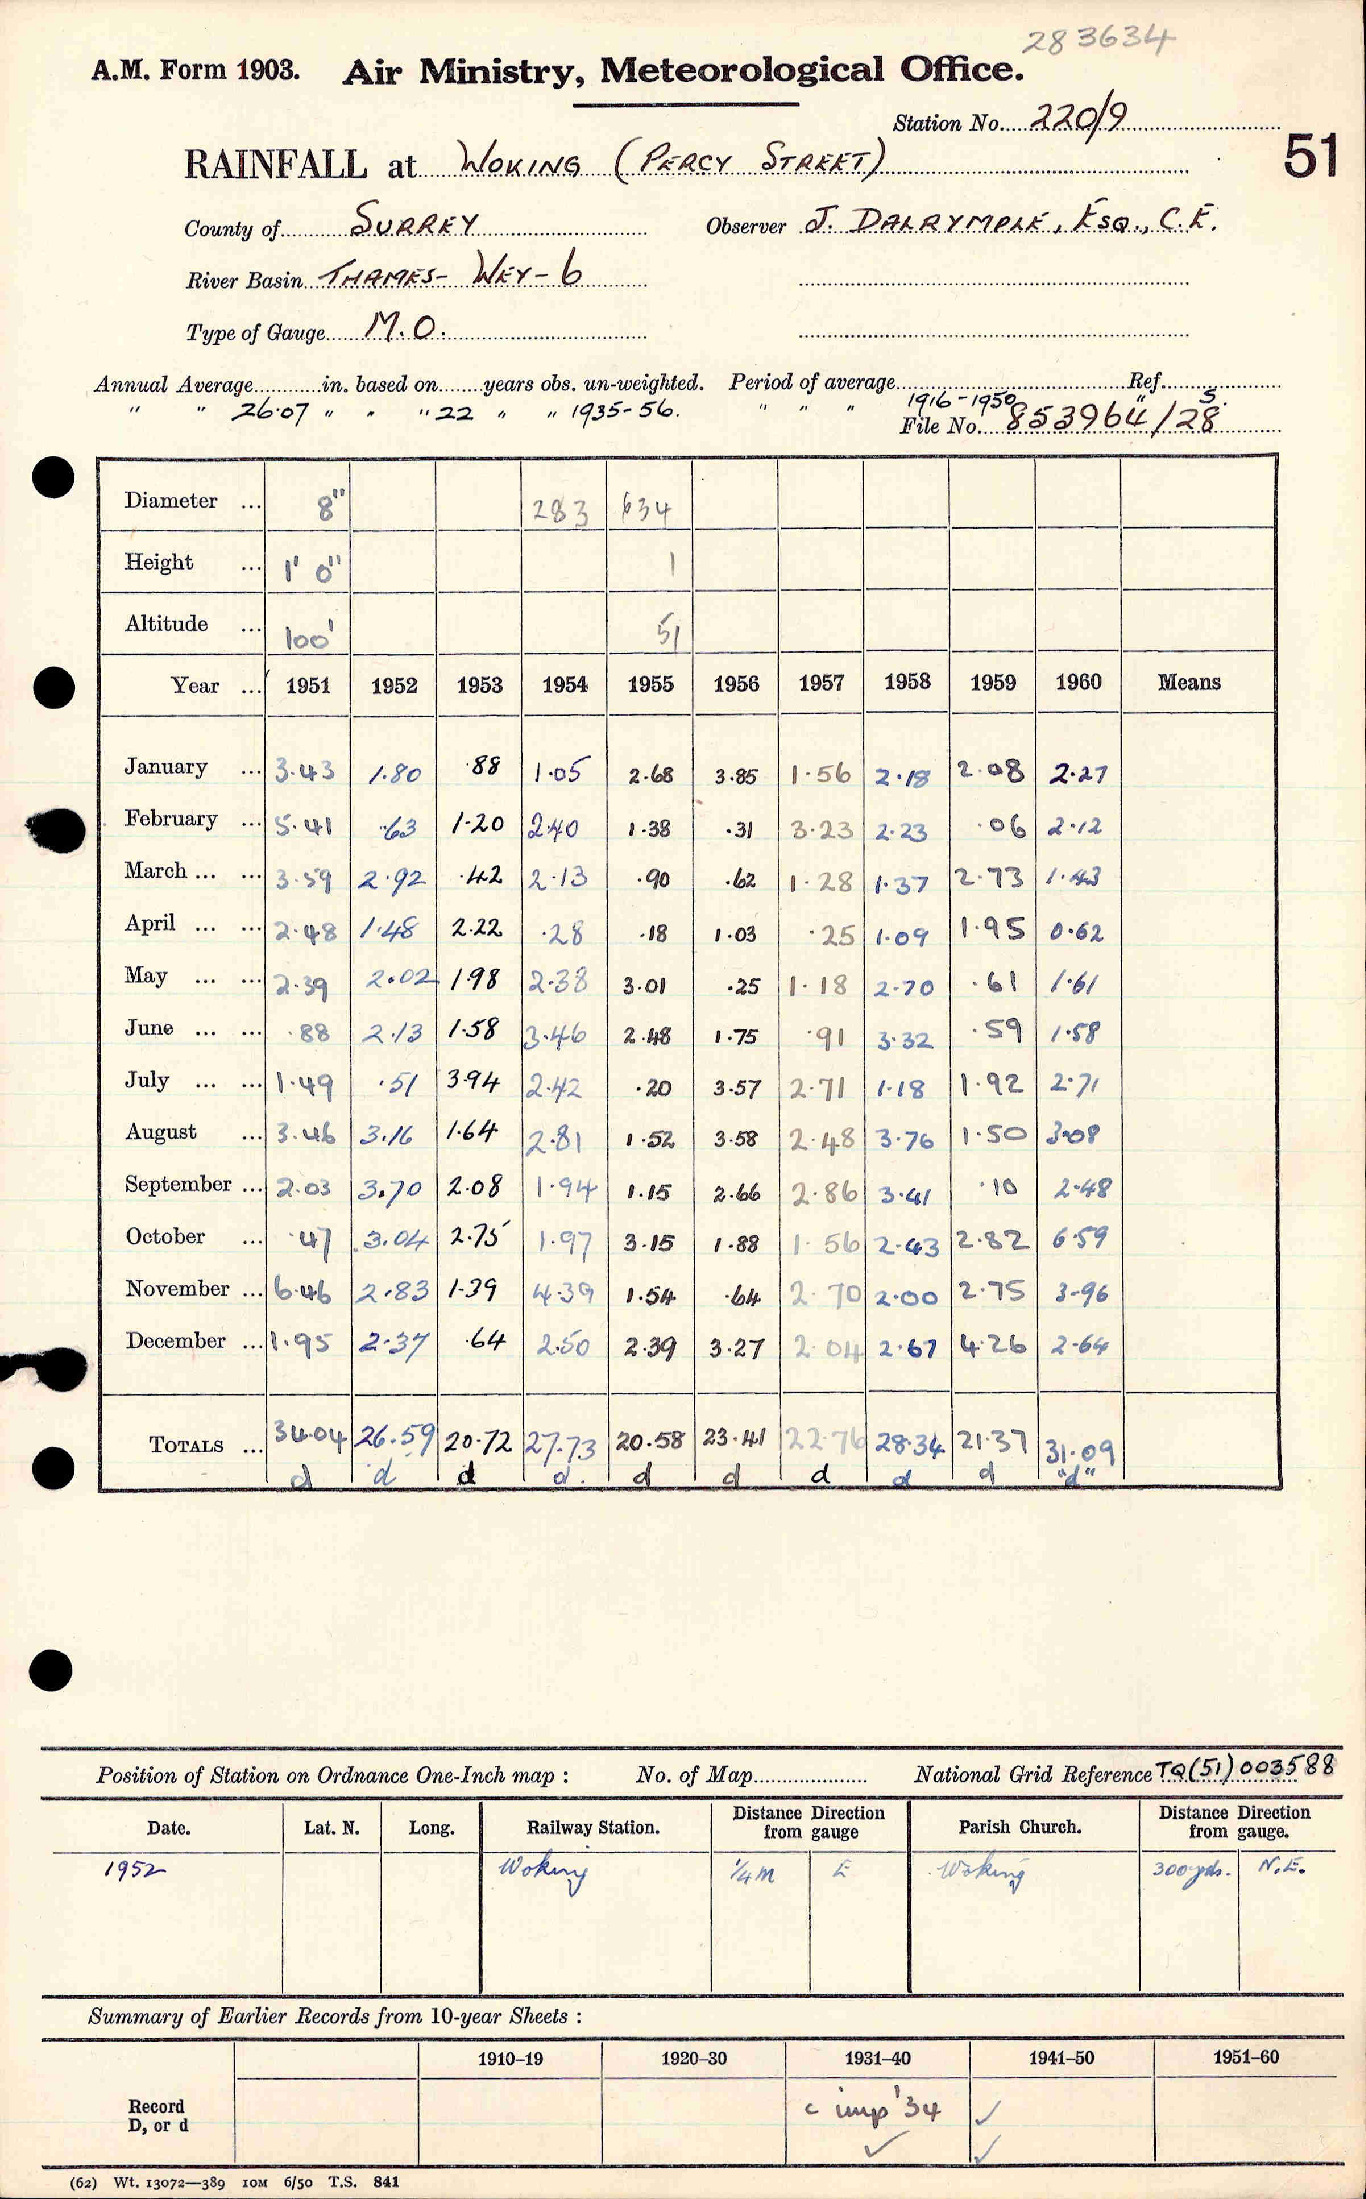 283634
A.M. Form 1903. Air Ministry, Meteorological Office.
Station No. 220/9
51
RAINFALL at WOKING (PERCY STREET)
County of SURREY Observer J. DALRYMPLE, ESQ., C.E.
River Basin THAMES - WEY - 6
Type of Gauge M.O.
Annual Average in. based on years obs. un-weighted. Period of average Ref.
" " 26.07 " " " 22 " " 1935-56. " " " 1916-1950 " S.
File No. 853964/28
Diameter ... 8" 283 634
Height ... 1' 0" 1
Altitude ... 100' 51
Year ... 1951 1952 1953 1954 1955 1956 1957 1958 1959 1960 Means
January ... 3.43 1.80 .88 1.05 2.68 3.85 1.56 2.18 2.08 2.27
February ... 5.41 .63 1.20 2.40 1.38 .31 3.23 2.23 .06 2.12
March ... ... 3.59 2.92 .42 2.13 .90 .62 1.28 1.37 2.73 1.43
April ... ... 2.48 1.48 2.22 .28 .18 1.03 .25 1.09 1.95 0.62
May ... ... 2.39 2.02 1.98 2.38 3.01 .25 1.18 2.70 .61 1.61
June ... ... .88 2.13 1.58 3.46 2.48 1.75 .91 3.32 .59 1.58
July ... ... 1.49 .51 3.94 2.42 .20 3.57 2.71 1.18 1.92 2.71
August ... 3.46 3.16 1.64 2.81 1.52 3.58 2.48 3.76 1.50 3.08
September ... 2.03 3.70 2.08 1.94 1.15 2.66 2.86 3.41 .10 2.48
October ... .47 3.04 2.75 1.97 3.15 1.88 1.56 2.43 2.82 6.59
November ... 6.46 2.83 1.39 4.39 1.54 .64 2.70 2.00 2.75 3.96
December ... 1.95 2.37 .64 2.50 2.39 3.27 2.04 2.67 4.26 2.64
TOTALS ... 34.04 26.59 20.72 27.73 20.58 23.41 22.76 28.34 21.37 31.09
d d d d. d d d d d "d"
Position of Station on Ordnance One-Inch map : No. of Map National Grid Reference TQ(51)003588
Date. Lat. N. Long. Railway Station. Distance Direction from gauge Parish Church. Distance Direction from gauge.
1952 Woking 1/4 M E Woking 300 yds. N.E.
Summary of Earlier Records from 10-year Sheets :
1910-19 1920-30 1931-40 1941-50 1951-60
Record D, or d c imp '34 ✓
✓ ✓
(62) Wt. 13072—389 10M 6/50 T.S. 841